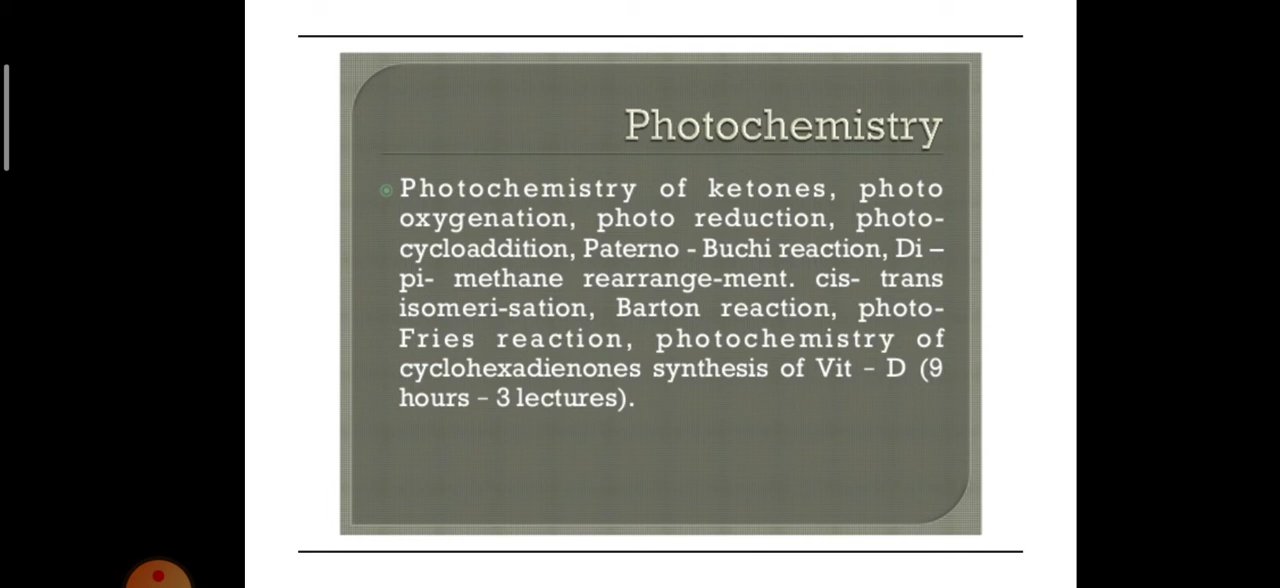 Photochemistry
Photochemistry of ketones, photo
oxygenation, photo reduction, photo-
cycloaddition, Paterno - Buchi reaction, Di –
pi- methane rearrange-ment. cis- trans
isomeri-sation, Barton reaction, photo-
Fries reaction, photochemistry of
cyclohexadienones synthesis of Vit – D (9
hours – 3 lectures).